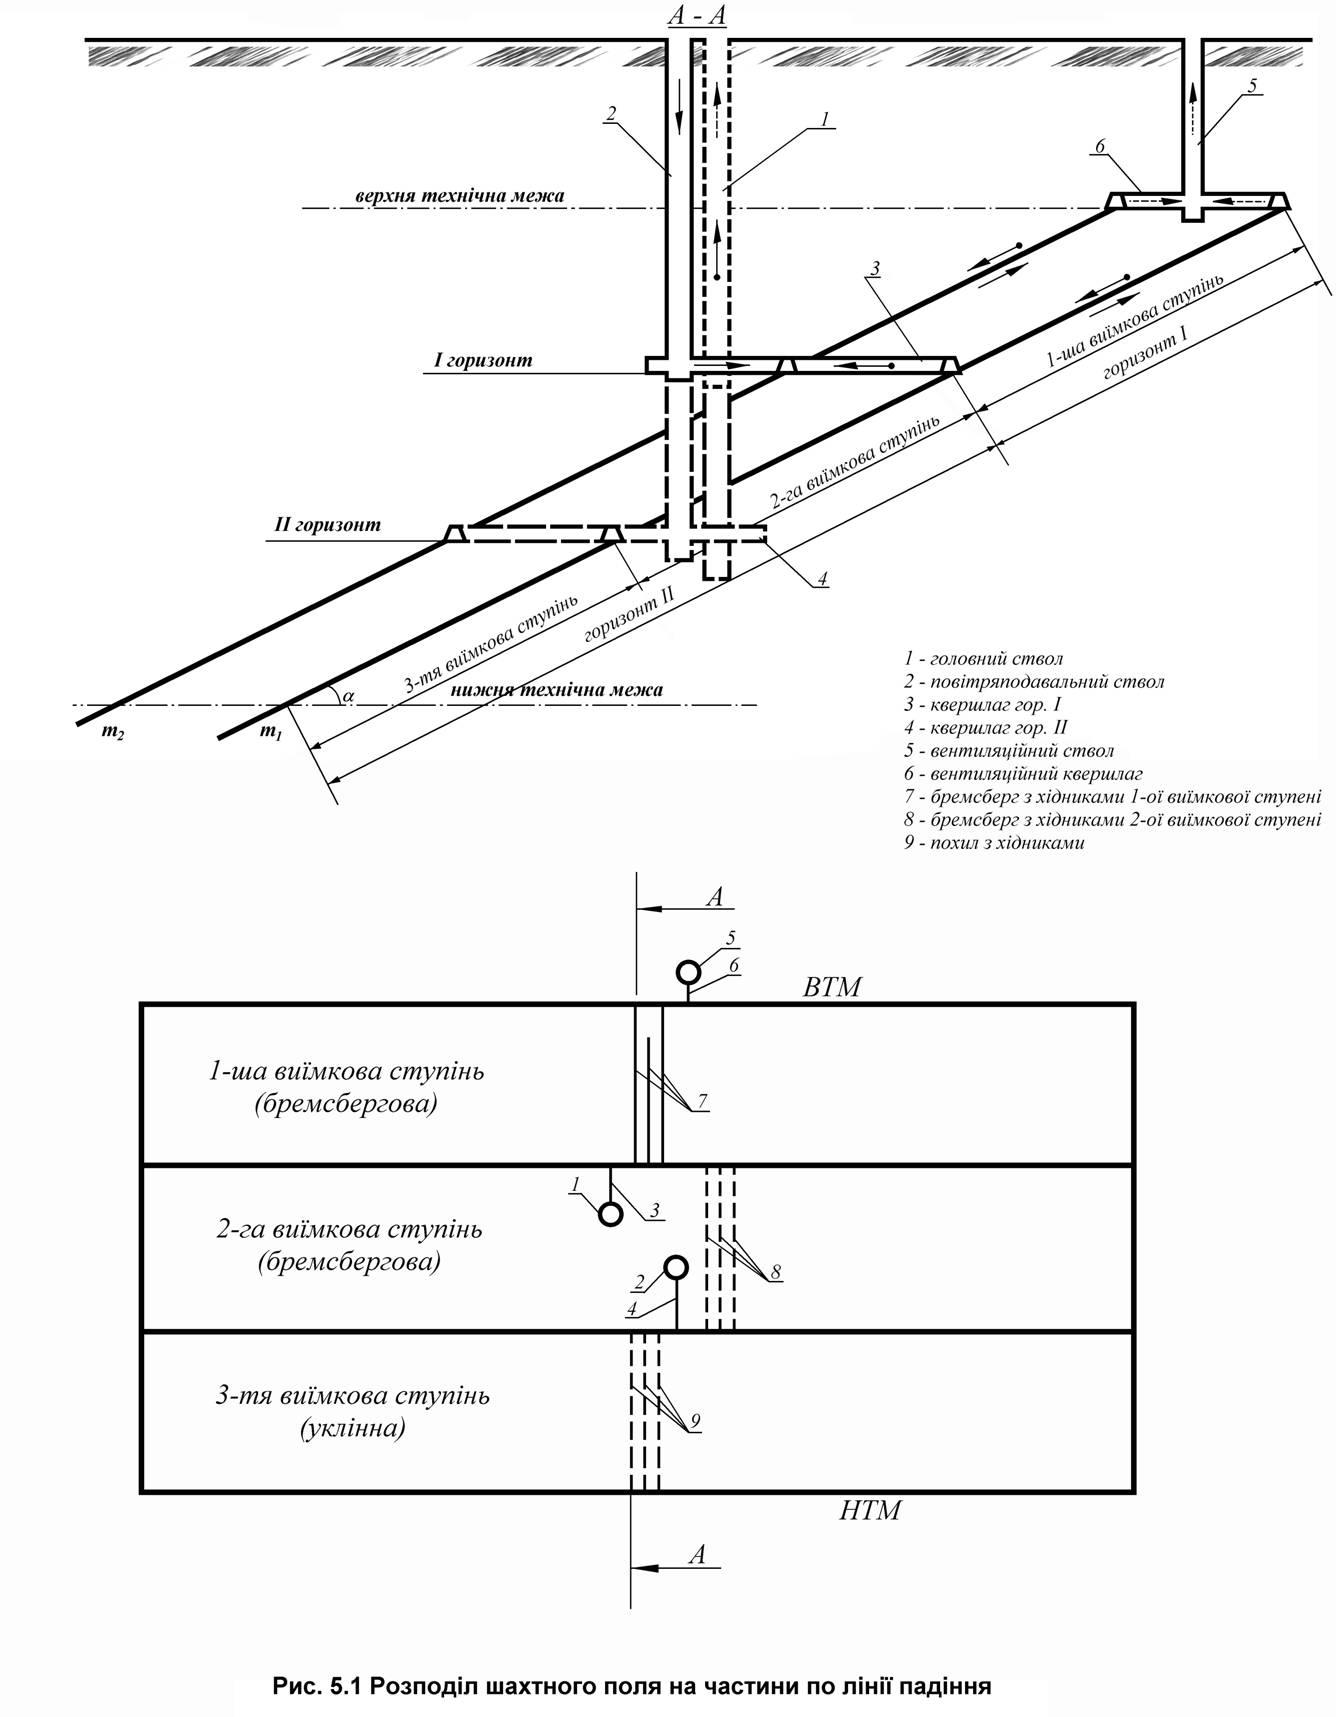 А - А
2
1
5
6
верхня технічна межа
3
1-ша виїмкова ступінь
горизонт I
I горизонт
2-га виїмкова ступінь
II горизонт
4
3-тя виїмкова ступінь
горизонт II
α
нижня технічна межа
m2
m1
1 - головний ствол
2 - повітряподавальний ствол
3 - квершлаг гор. I
4 - квершлаг гор. II
5 - вентиляційний ствол
6 - вентиляційний квершлаг
7 - бремсберг з хідниками 1-ої виїмкової ступені
8 - бремсберг з хідниками 2-ої виїмкової ступені
9 - похил з хідниками
А
5
6
ВТМ
1-ша виїмкова ступінь
(бремсбергова)
7
1
3
2-га виїмкова ступінь
(бремсбергова)
2
8
4
3-тя виїмкова ступінь
(уклінна)
9
НТМ
А
Рис. 5.1 Розподіл шахтного поля на частини по лінії падіння